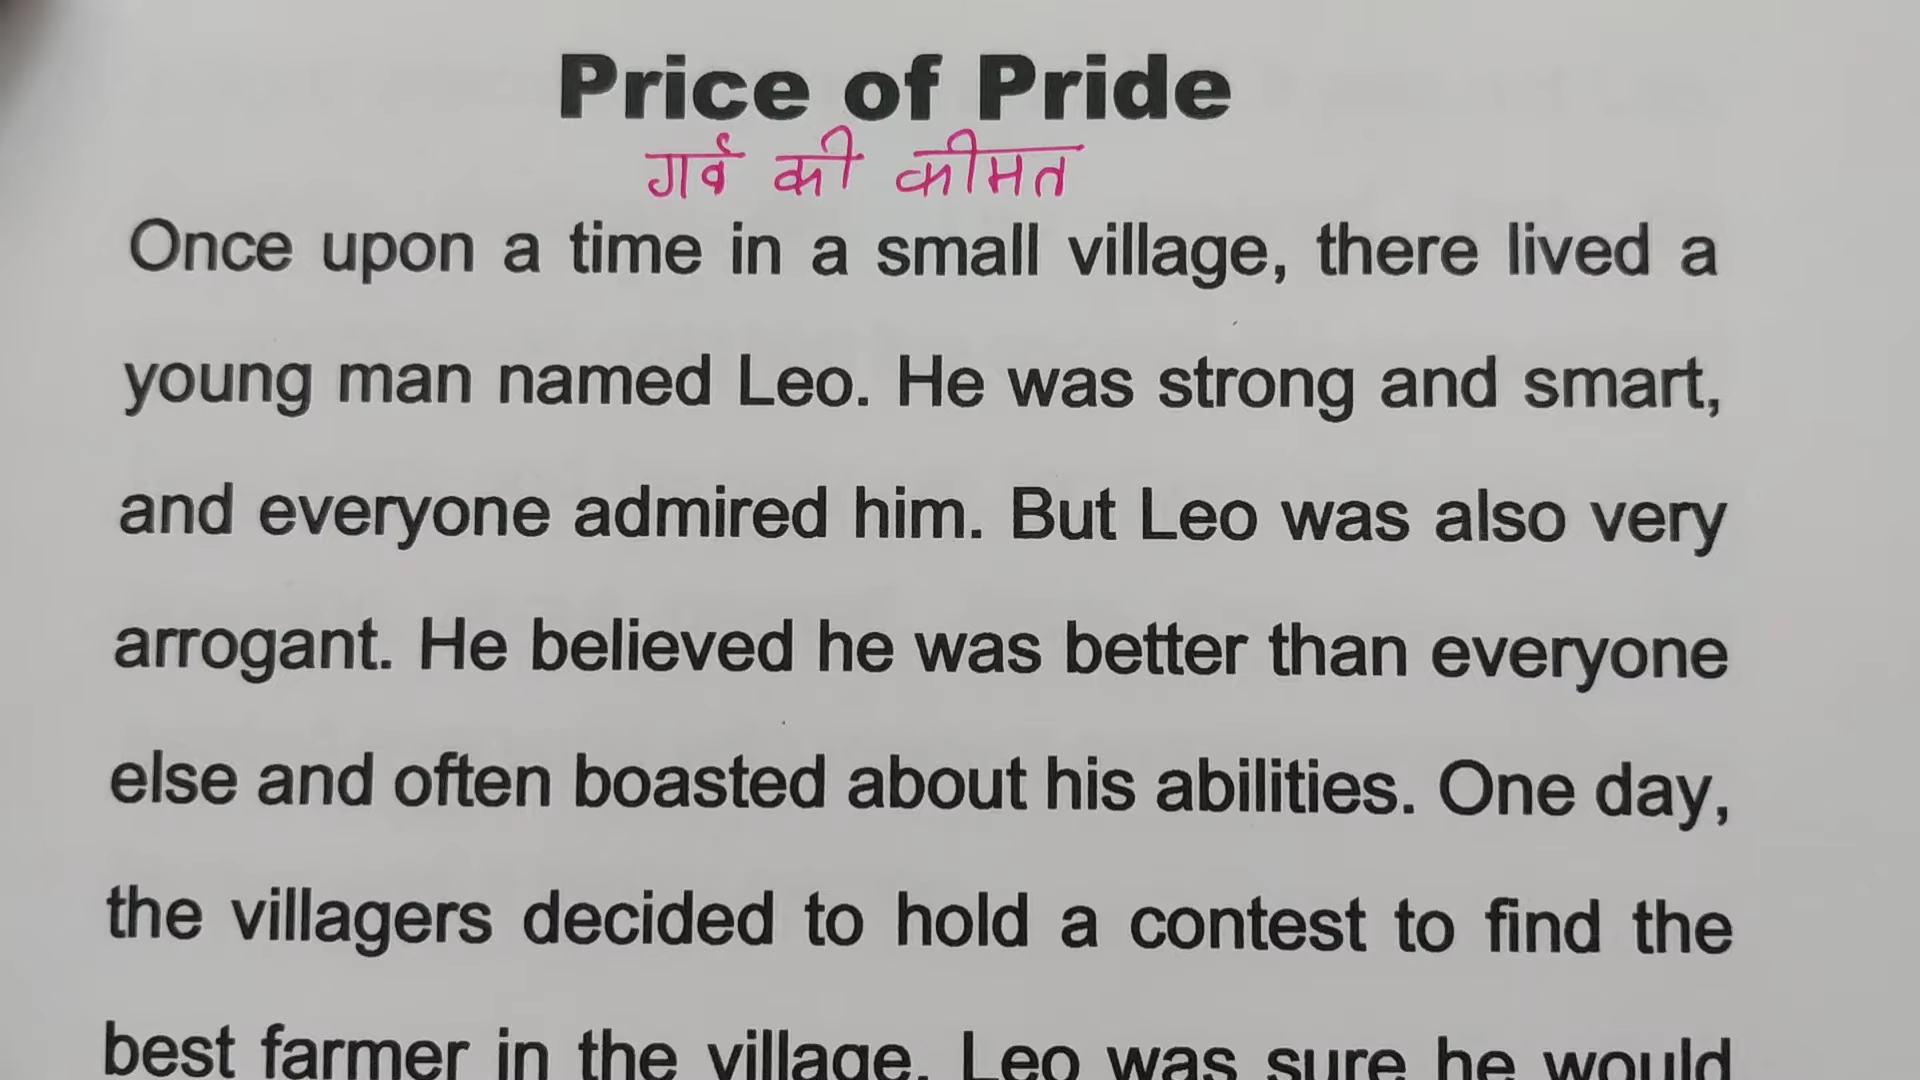 Price of Pride
गर्व की कीमत
Once upon a time in a small village, there lived a
young man named Leo. He was strong and smart,
and everyone admired him. But Leo was also very
arrogant. He believed he was better than everyone
else and often boasted about his abilities. One day,
the villagers decided to hold a contest to find the
best farmer in the village. Leo was sure he would